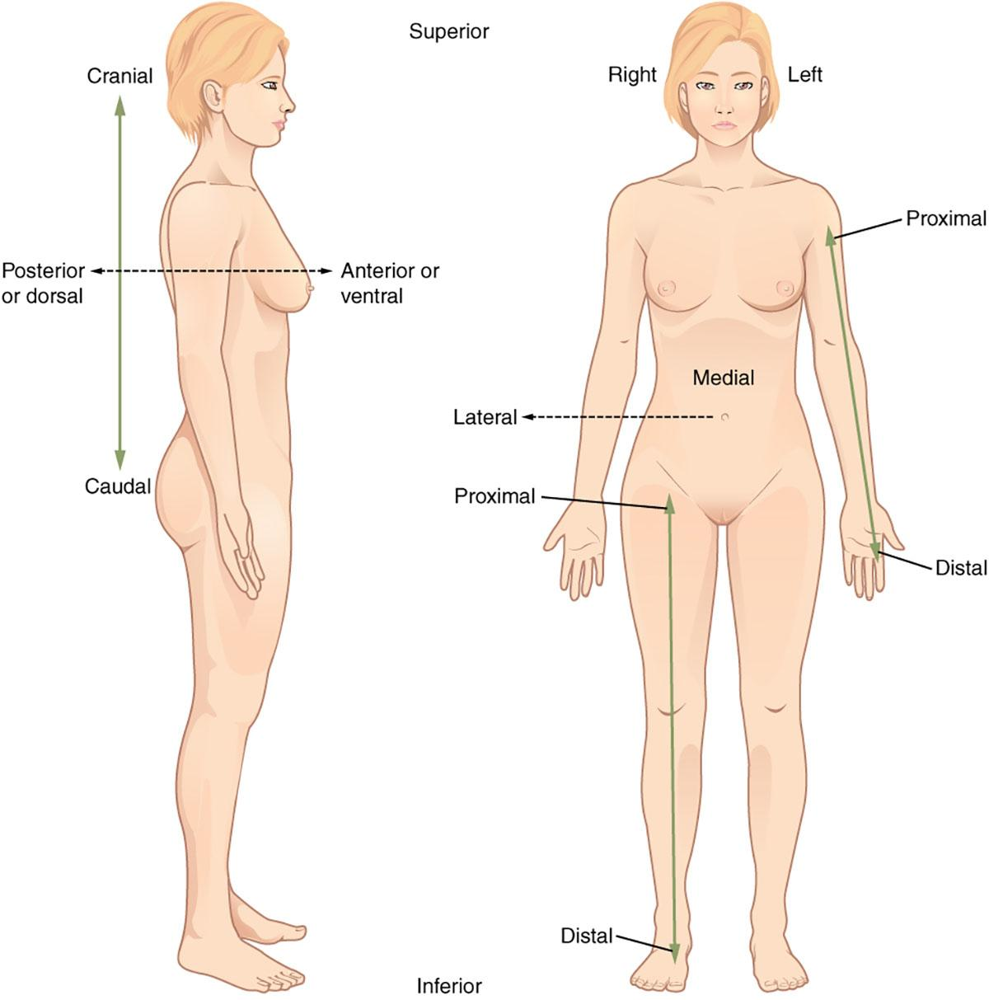 Superior
Cranial
Right
Left
Proximal
Posterior
or dorsal
Anterior or
ventral
Medial
Lateral
Caudal
Proximal
Distal
Distal
Inferior